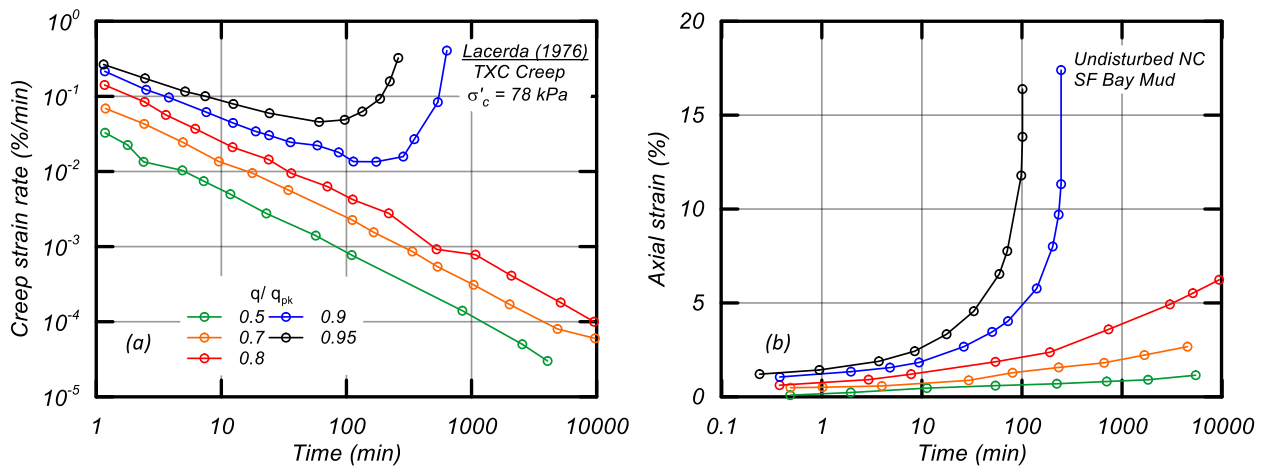 10⁰
10⁻¹
10⁻²
10⁻³
10⁻⁴
10⁻⁵
Creep strain rate (%/min)
1
10
100
1000
10000
Time (min)
Lacerda (1976)
TXC Creep
σ'c = 78 kPa
q/ qpk
0.5
0.9
0.7
0.95
0.8
(a)
20
15
10
5
0
Axial strain (%)
0.1
1
10
100
1000
10000
Time (min)
Undisturbed NC
SF Bay Mud
(b)